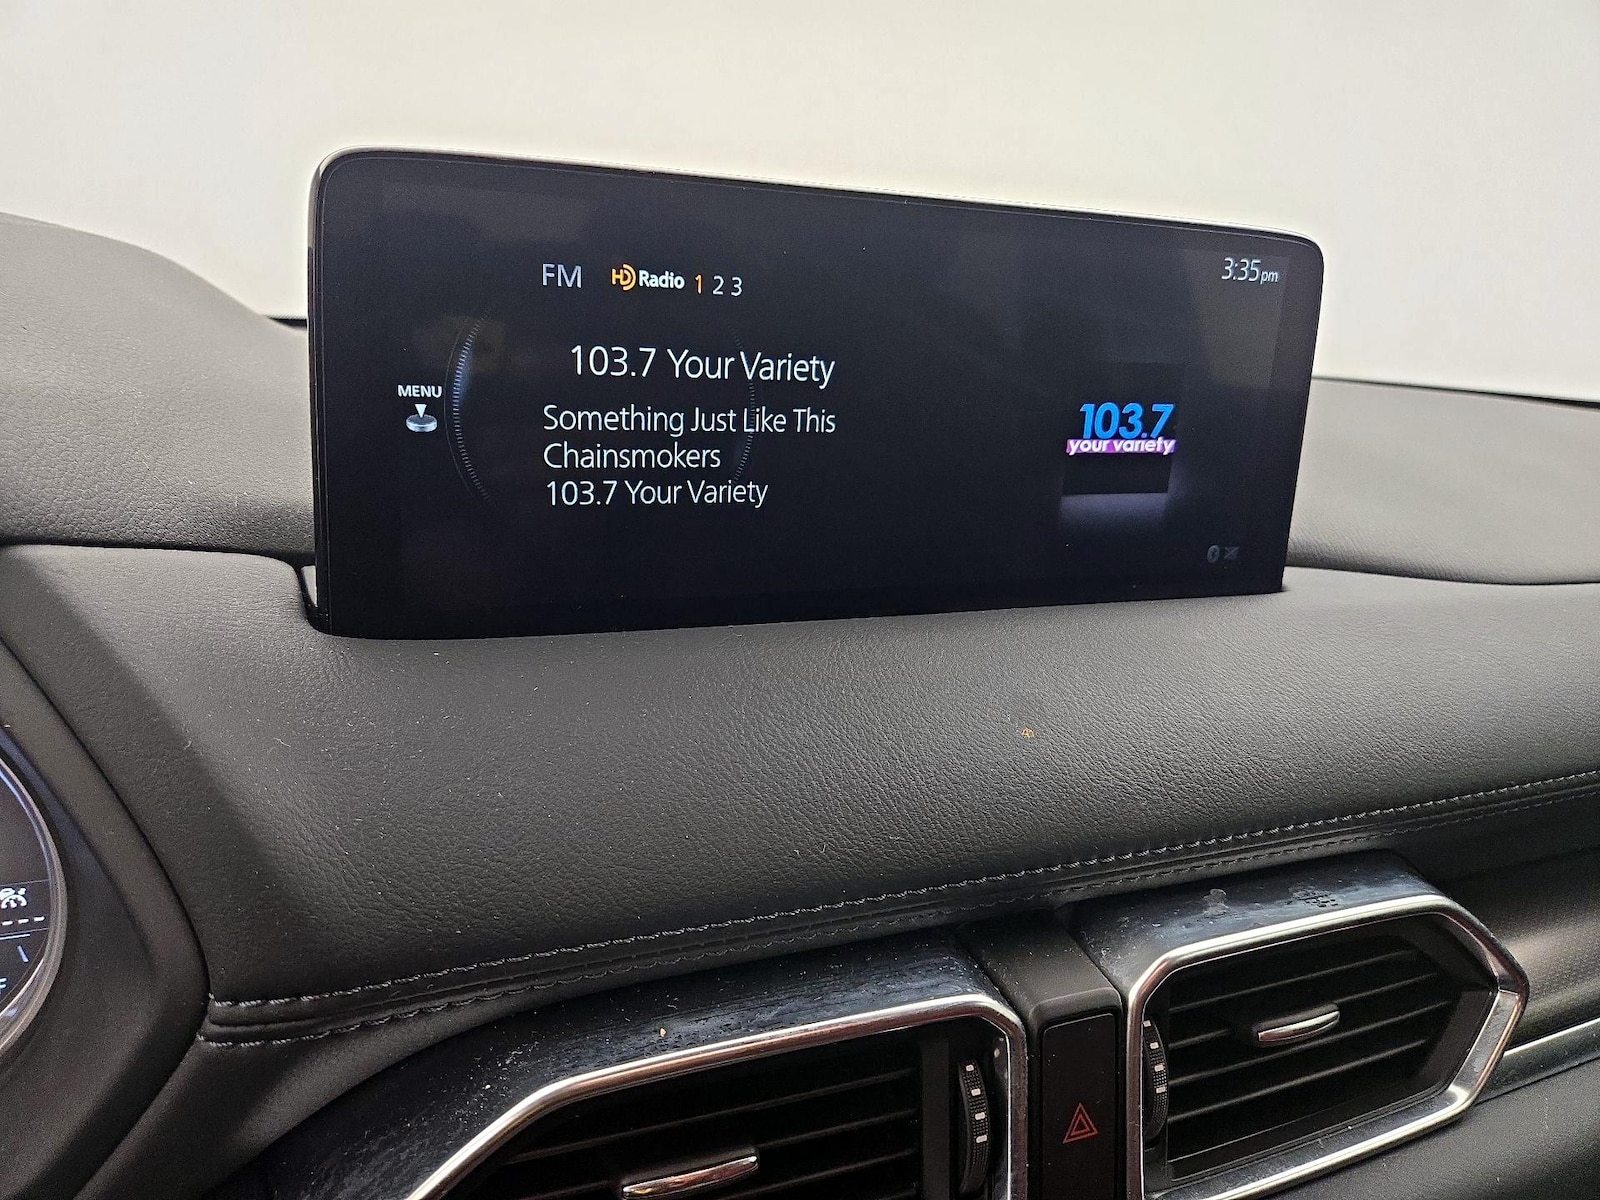 FM HD Radio 1 2 3
3:35pm
103.7 Your Variety
MENU
Something Just Like This
Chainsmokers
103.7 Your Variety
103.7
your variety